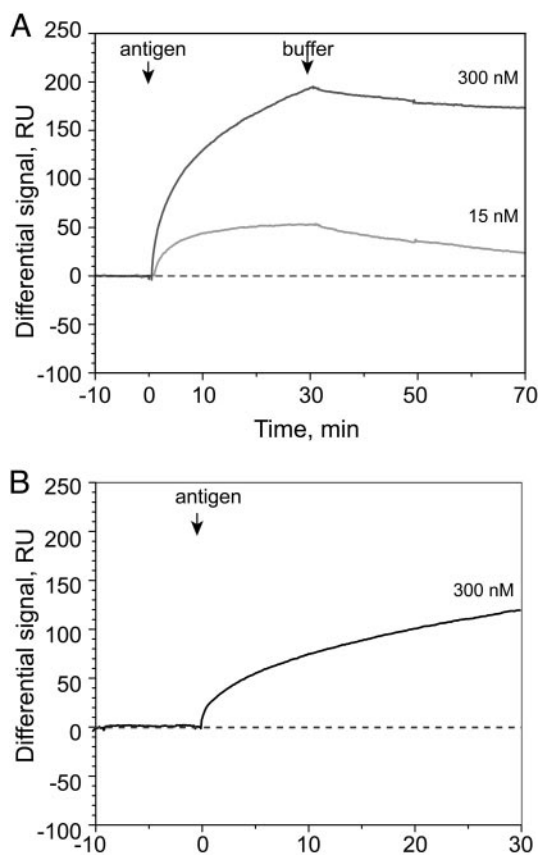 A
antigen
buffer
250
200
150
100
50
0
-50
-100
300 nM
15 nM
Differential signal, RU
-10 0 10 30 50 70
Time, min
B
antigen
250
200
150
100
50
0
-50
-100
300 nM
Differential signal, RU
-10 0 10 20 30